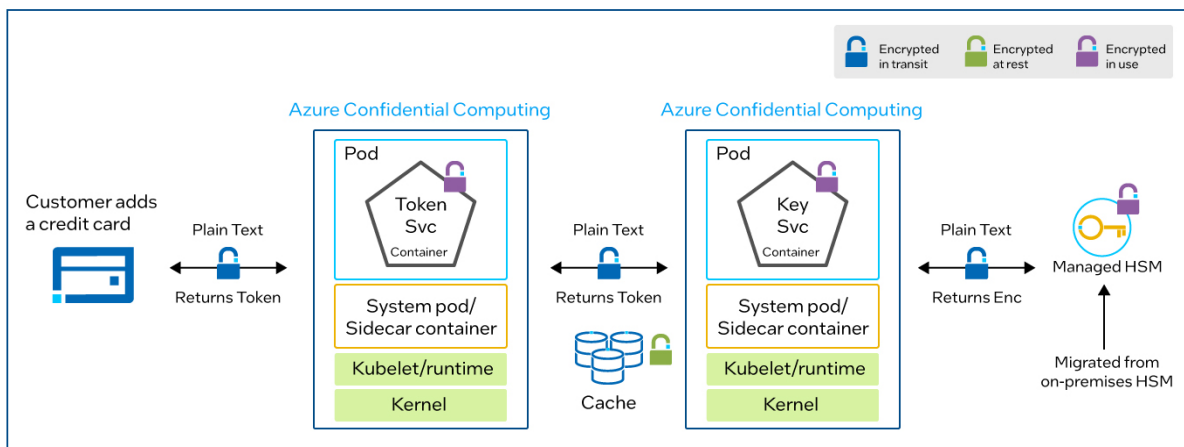 Encrypted
in transit
Encrypted
at rest
Encrypted
in use
Azure Confidential Computing
Azure Confidential Computing
Customer adds
a credit card
Plain Text
Returns Token
Pod
Token
Svc
Container
System pod/
Sidecar container
Kubelet/runtime
Kernel
Plain Text
Returns Token
Cache
Pod
Key
Svc
Container
System pod/
Sidecar container
Kubelet/runtime
Kernel
Plain Text
Returns Enc
Managed HSM
Migrated from
on-premises HSM